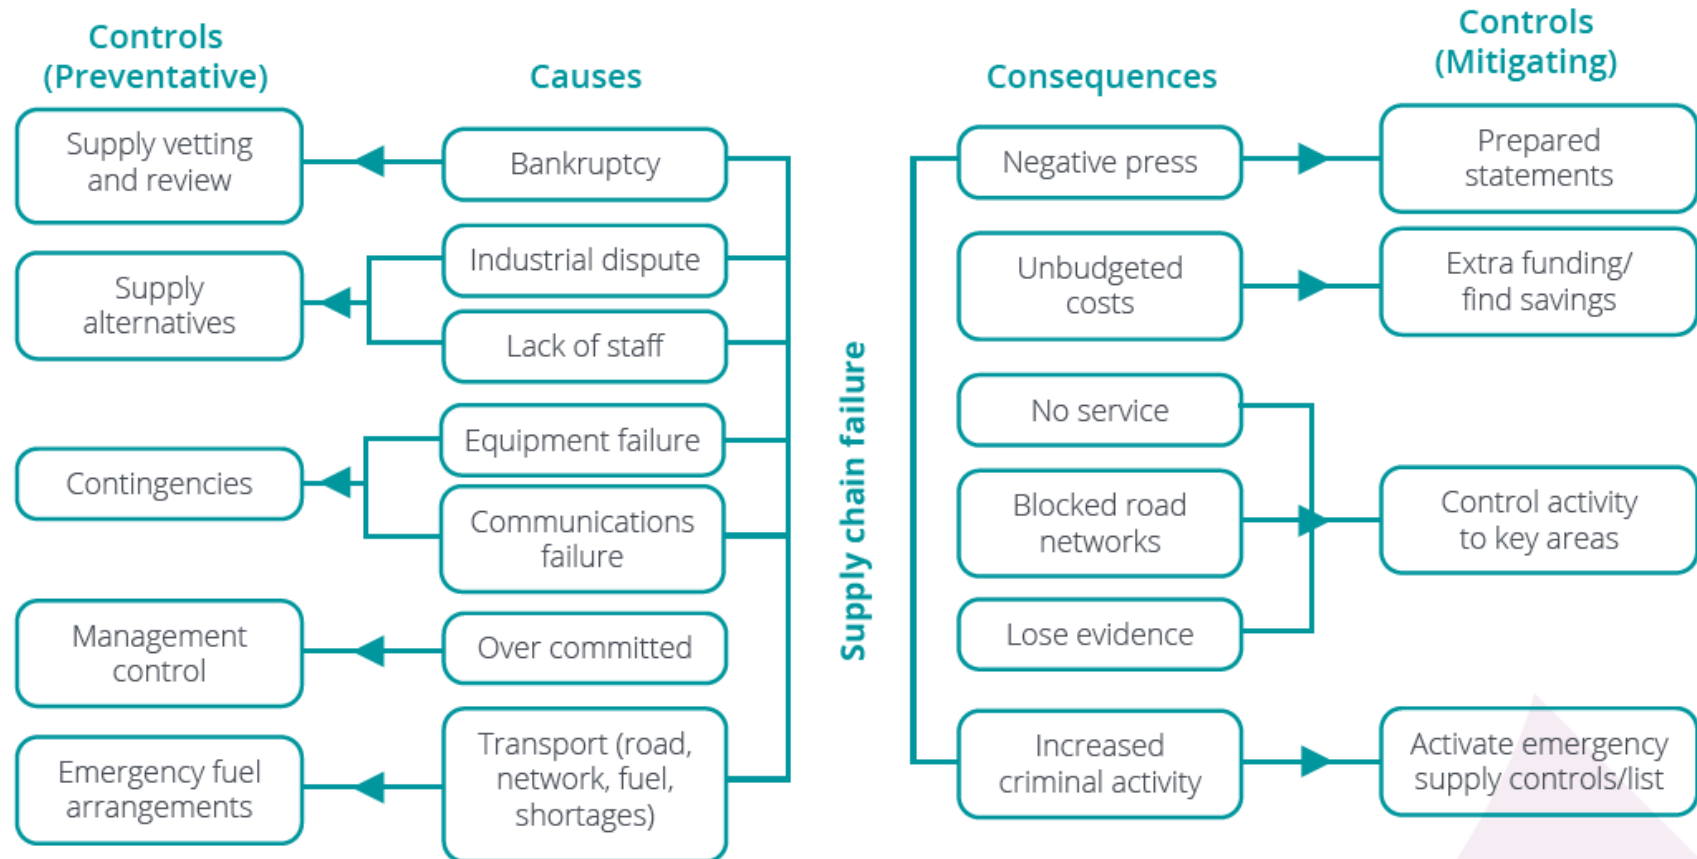 Controls
(Preventative)
Causes
Consequences
Controls
(Mitigating)
Supply vetting
and review
Bankruptcy
Negative press
Prepared
statements
Supply
alternatives
Industrial dispute
Lack of staff
Unbudgeted
costs
Extra funding/
find savings
Supply chain failure
Contingencies
Equipment failure
Communications
failure
No service
Blocked road
networks
Lose evidence
Control activity
to key areas
Management
control
Over committed
Emergency fuel
arrangements
Transport (road,
network, fuel,
shortages)
Increased
criminal activity
Activate emergency
supply controls/list